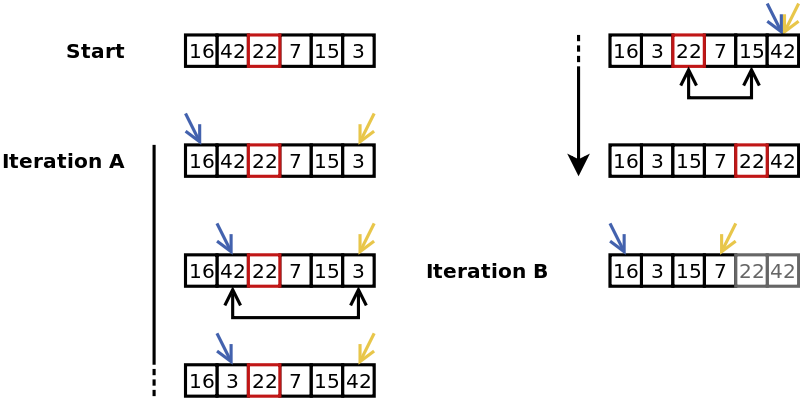 Start 16 42 22 7 15 3
Iteration A 16 42 22 7 15 3
16 42 22 7 15 3
16 3 22 7 15 42
16 3 22 7 15 42
16 3 15 7 22 42
Iteration B 16 3 15 7 22 42